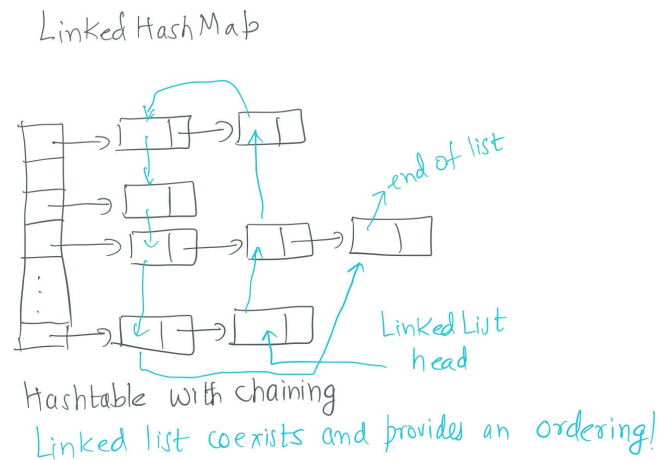 Linked HashMap
end of list
Linked List
head
Hashtable with chaining
Linked list coexists and provides an ordering!